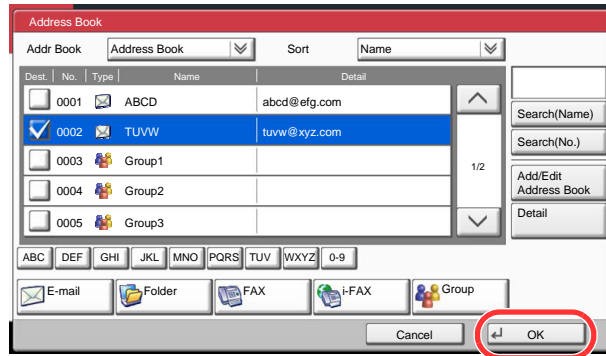 Address Book
Addr Book Address Book Sort Name
Dest. No. Type Name Detail
0001 ABCD abcd@efg.com
0002 TUVW tuvw@xyz.com
0003 Group1
0004 Group2
0005 Group3
1/2
Search(Name)
Search(No.)
Add/Edit
Address Book
Detail
ABC DEF GHI JKL MNO PQRS TUV WXYZ 0-9
E-mail Folder FAX i-FAX Group
Cancel OK